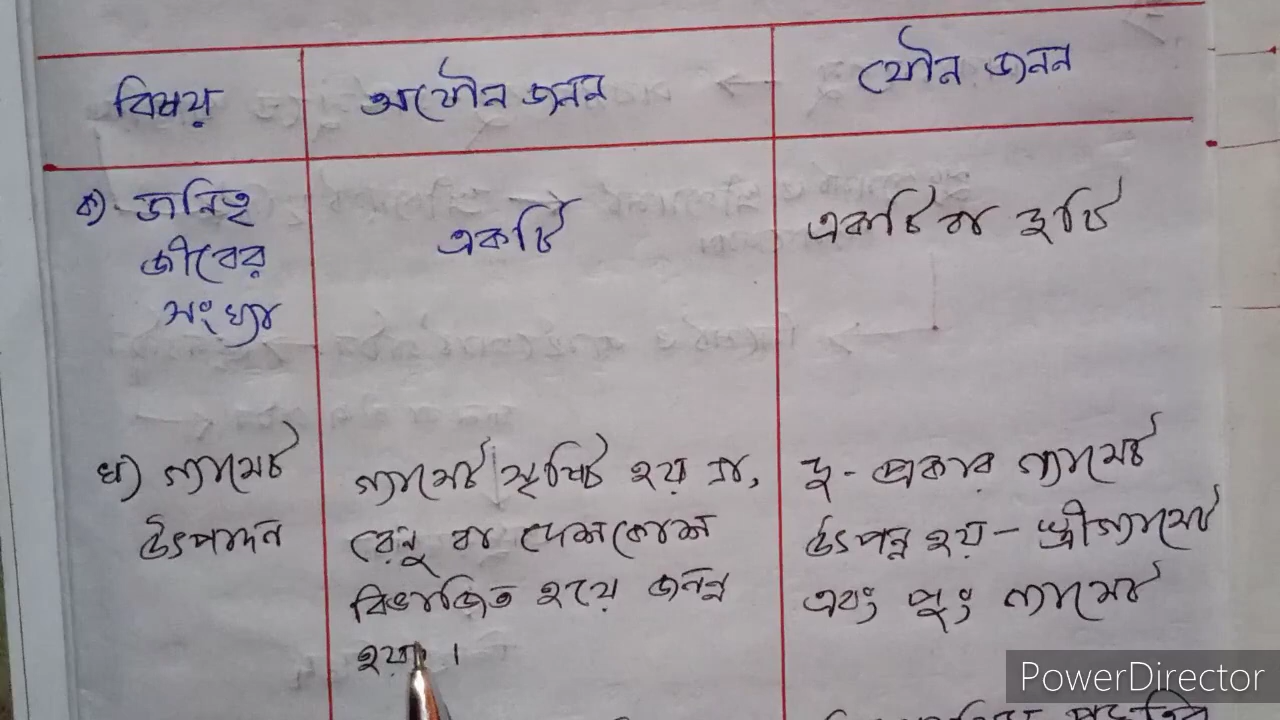 বিষয় অযৌন জনন যৌন জনন
ক) জনিতৃ একটি একটি বা দুটি
জীবের
সংখ্যা
খ) গ্যামেট গ্যামেট সৃষ্টি হয় না, দু-প্রকার গ্যামেট
উৎপাদন রেনু বা দেহকোশ উৎপন্ন হয়- স্ত্রীগ্যামেট
বিভাজিত হয়ে জনন এবং পুং গ্যামেট
হয় ।
PowerDirector